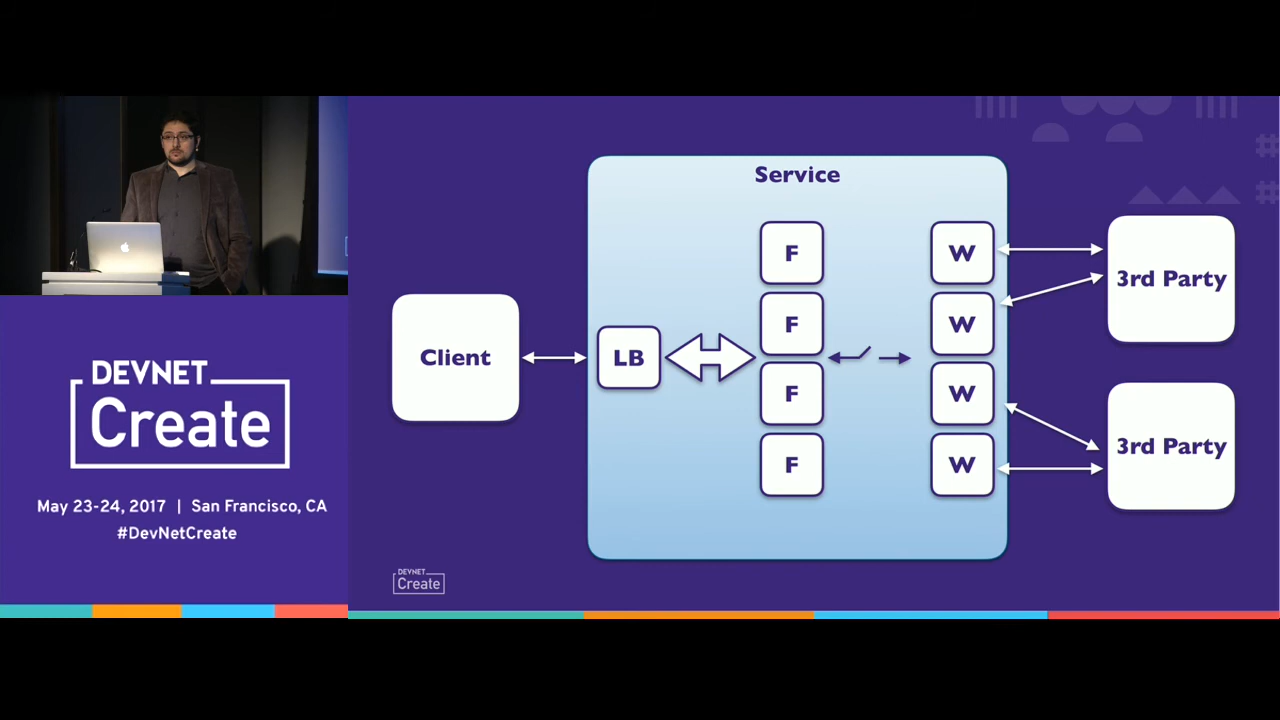 DEVNET
Create
May 23-24, 2017 | San Francisco, CA
#DevNetCreate
Service
Client
LB
F
F
F
F
W
W
W
W
3rd Party
3rd Party
DEVNET
Create